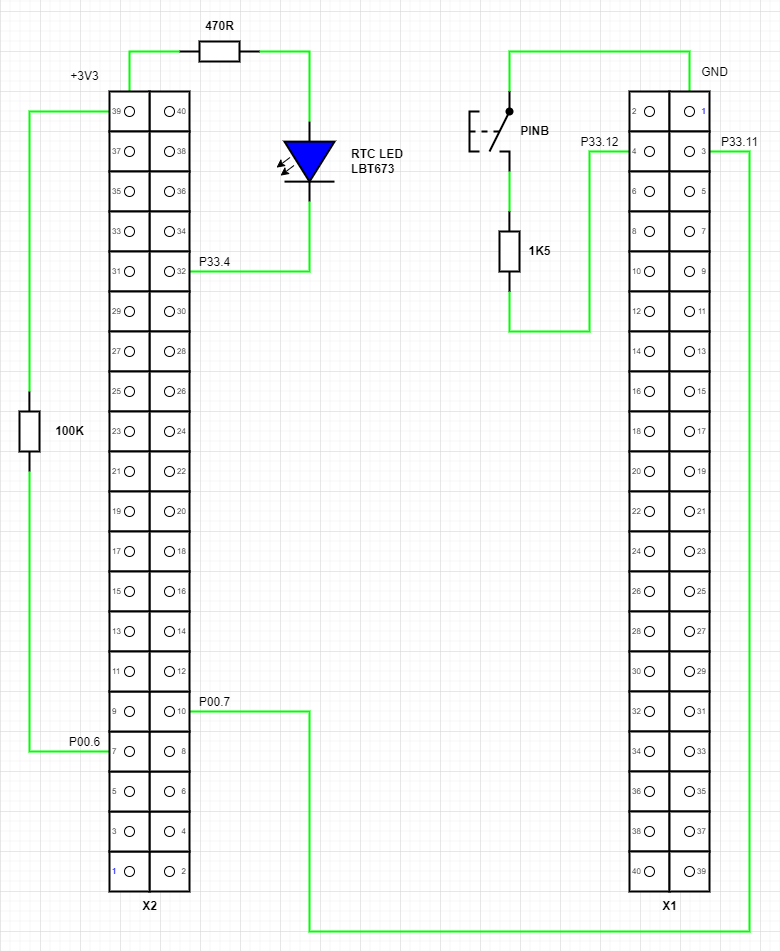 470R
+3V3
GND
39 40
2 1
PINB
P33.12
P33.11
RTC LED
LBT673
37 38
4 3
35 36
6 5
33 34
8 7
1K5
P33.4
31 32
10 9
29 30
12 11
27 28
14 13
25 26
16 15
100K
23 24
18 17
21 22
20 19
19 20
22 21
17 18
24 23
15 16
26 25
13 14
28 27
11 12
30 29
P00.7
9 10
32 31
P00.6
7 8
34 33
5 6
36 35
3 4
38 37
1 2
40 39
X2
X1